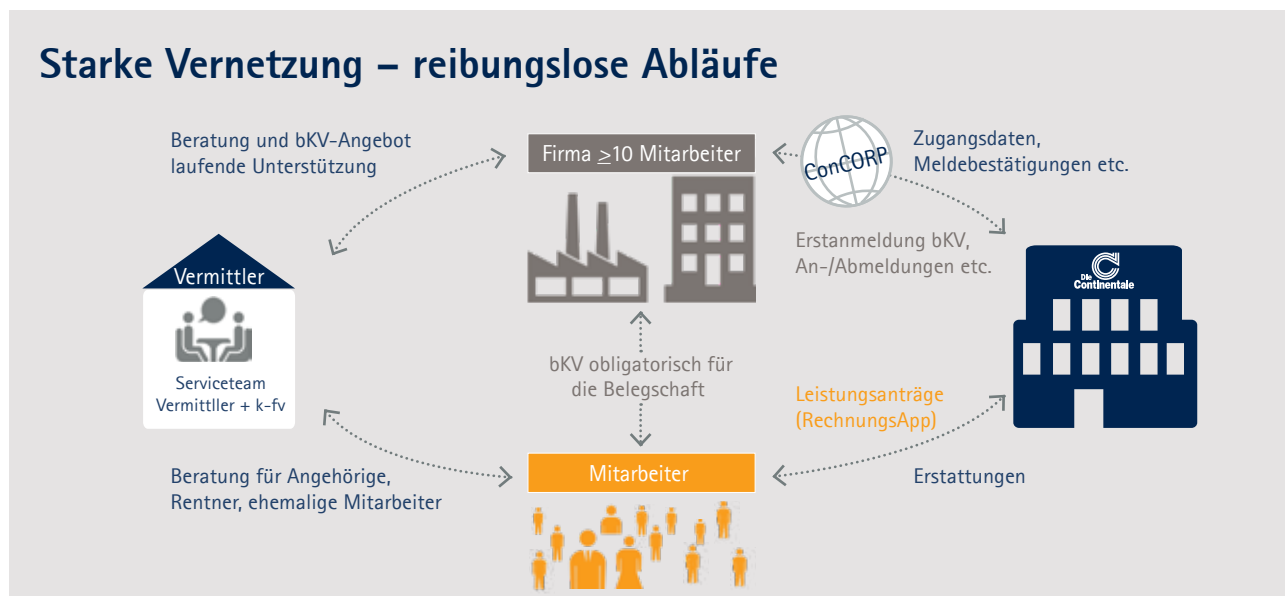 Starke Vernetzung – reibungslose Abläufe
Beratung und bKV-Angebot
laufende Unterstützung
Firma ≥10 Mitarbeiter
ConCORP
Zugangsdaten,
Meldebestätigungen etc.
Erstanmeldung bKV,
An-/Abmeldungen etc.
Vermittler
Serviceteam
Vermittller + k-fv
Die
Continentale
bKV obligatorisch für
die Belegschaft
Leistungsanträge
(RechnungsApp)
Beratung für Angehörige,
Rentner, ehemalige Mitarbeiter
Mitarbeiter
Erstattungen